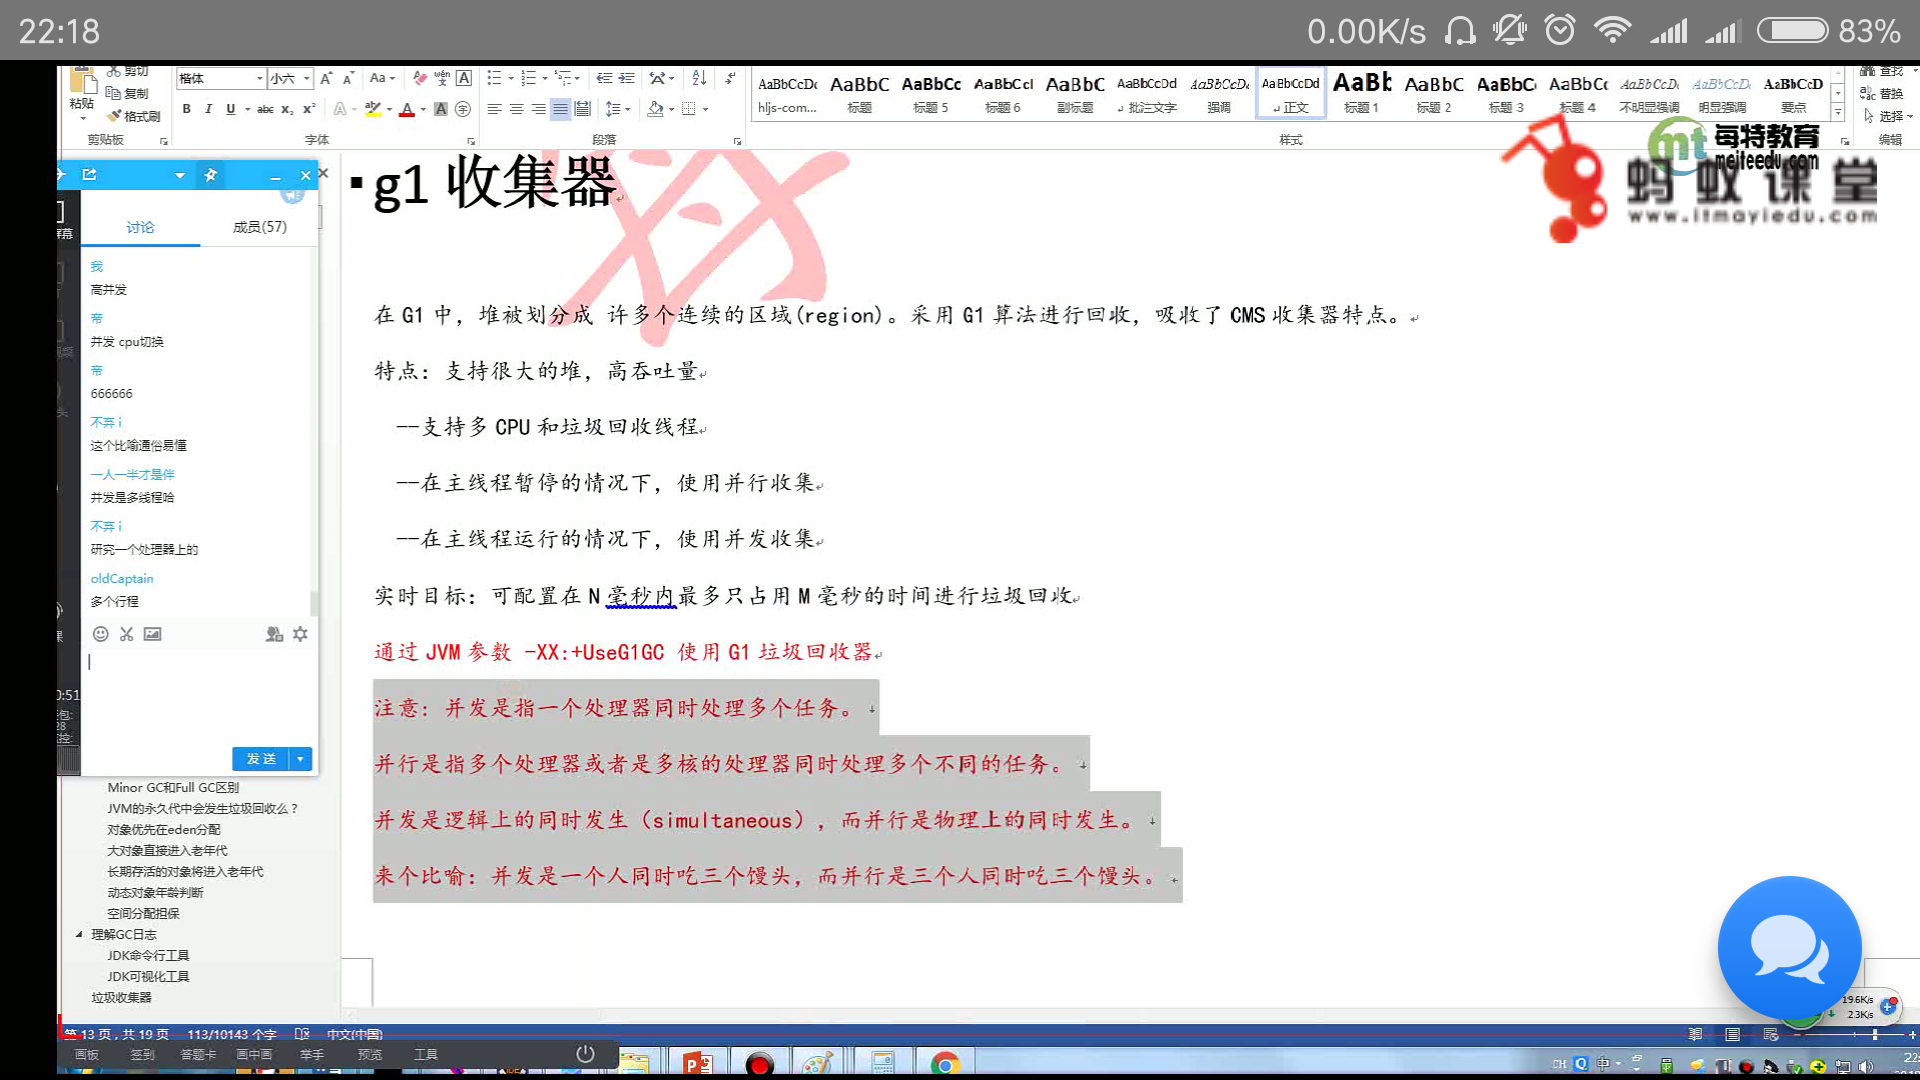 22:18
0.00K/s
83%
剪切
复制
粘贴
格式刷
剪贴板
楷体
小六
字体
段落
AaBbCcDc
AaBbC
AaBbCc
AaBbCcI
AaBbC
AaBbCcDd
AaBbCcDd
AaBbCcDd
AaBb
AaBbC
AaBbC
AaBbCc
AaBbCcD
hljs-com...
标题
标题 5
标题 6
副标题
批注文字
强调
正文
标题 1
标题 2
标题 3
标题 4
不明显强调
明显强调
要点
样式
查找
替换
选择
编辑
每特教育
meiteedu.com
蚂蚁课堂
www.itmayiedu.com
讨论
成员(57)
我
高并发
帝
并发 cpu切换
帝
666666
不弃 i
这个比喻通俗易懂
一人一半才是伴
并发是多线程哈
不弃 i
研究一个处理器上的
oldCaptain
多个行程
发送
g1 收集器
在 G1 中，堆被划分成 许多个连续的区域(region)。采用 G1 算法进行回收，吸收了 CMS 收集器特点。
特点：支持很大的堆，高吞吐量
--支持多 CPU 和垃圾回收线程
--在主线程暂停的情况下，使用并行收集
--在主线程运行的情况下，使用并发收集
实时目标：可配置在 N 毫秒内最多只占用 M 毫秒的时间进行垃圾回收
通过 JVM 参数 -XX:+UseG1GC 使用 G1 垃圾回收器
注意：并发是指一个处理器同时处理多个任务。
并行是指多个处理器或者是多核的处理器同时处理多个不同的任务。
并发是逻辑上的同时发生（simultaneous），而并行是物理上的同时发生。
来个比喻：并发是一个人同时吃三个馒头，而并行是三个人同时吃三个馒头。
Minor GC和Full GC区别
JVM的永久代中会发生垃圾回收么？
对象优先在eden分配
大对象直接进入老年代
长期存活的对象将进入老年代
动态对象年龄判断
空间分配担保
理解GC日志
JDK命令行工具
JDK可视化工具
垃圾收集器
第 13 页，共 19 页
113/10143 个字
中文(中国)
19.6K/s
2.3K/s
画板
签到
答题卡
画中画
举手
预览
工具
CH
中